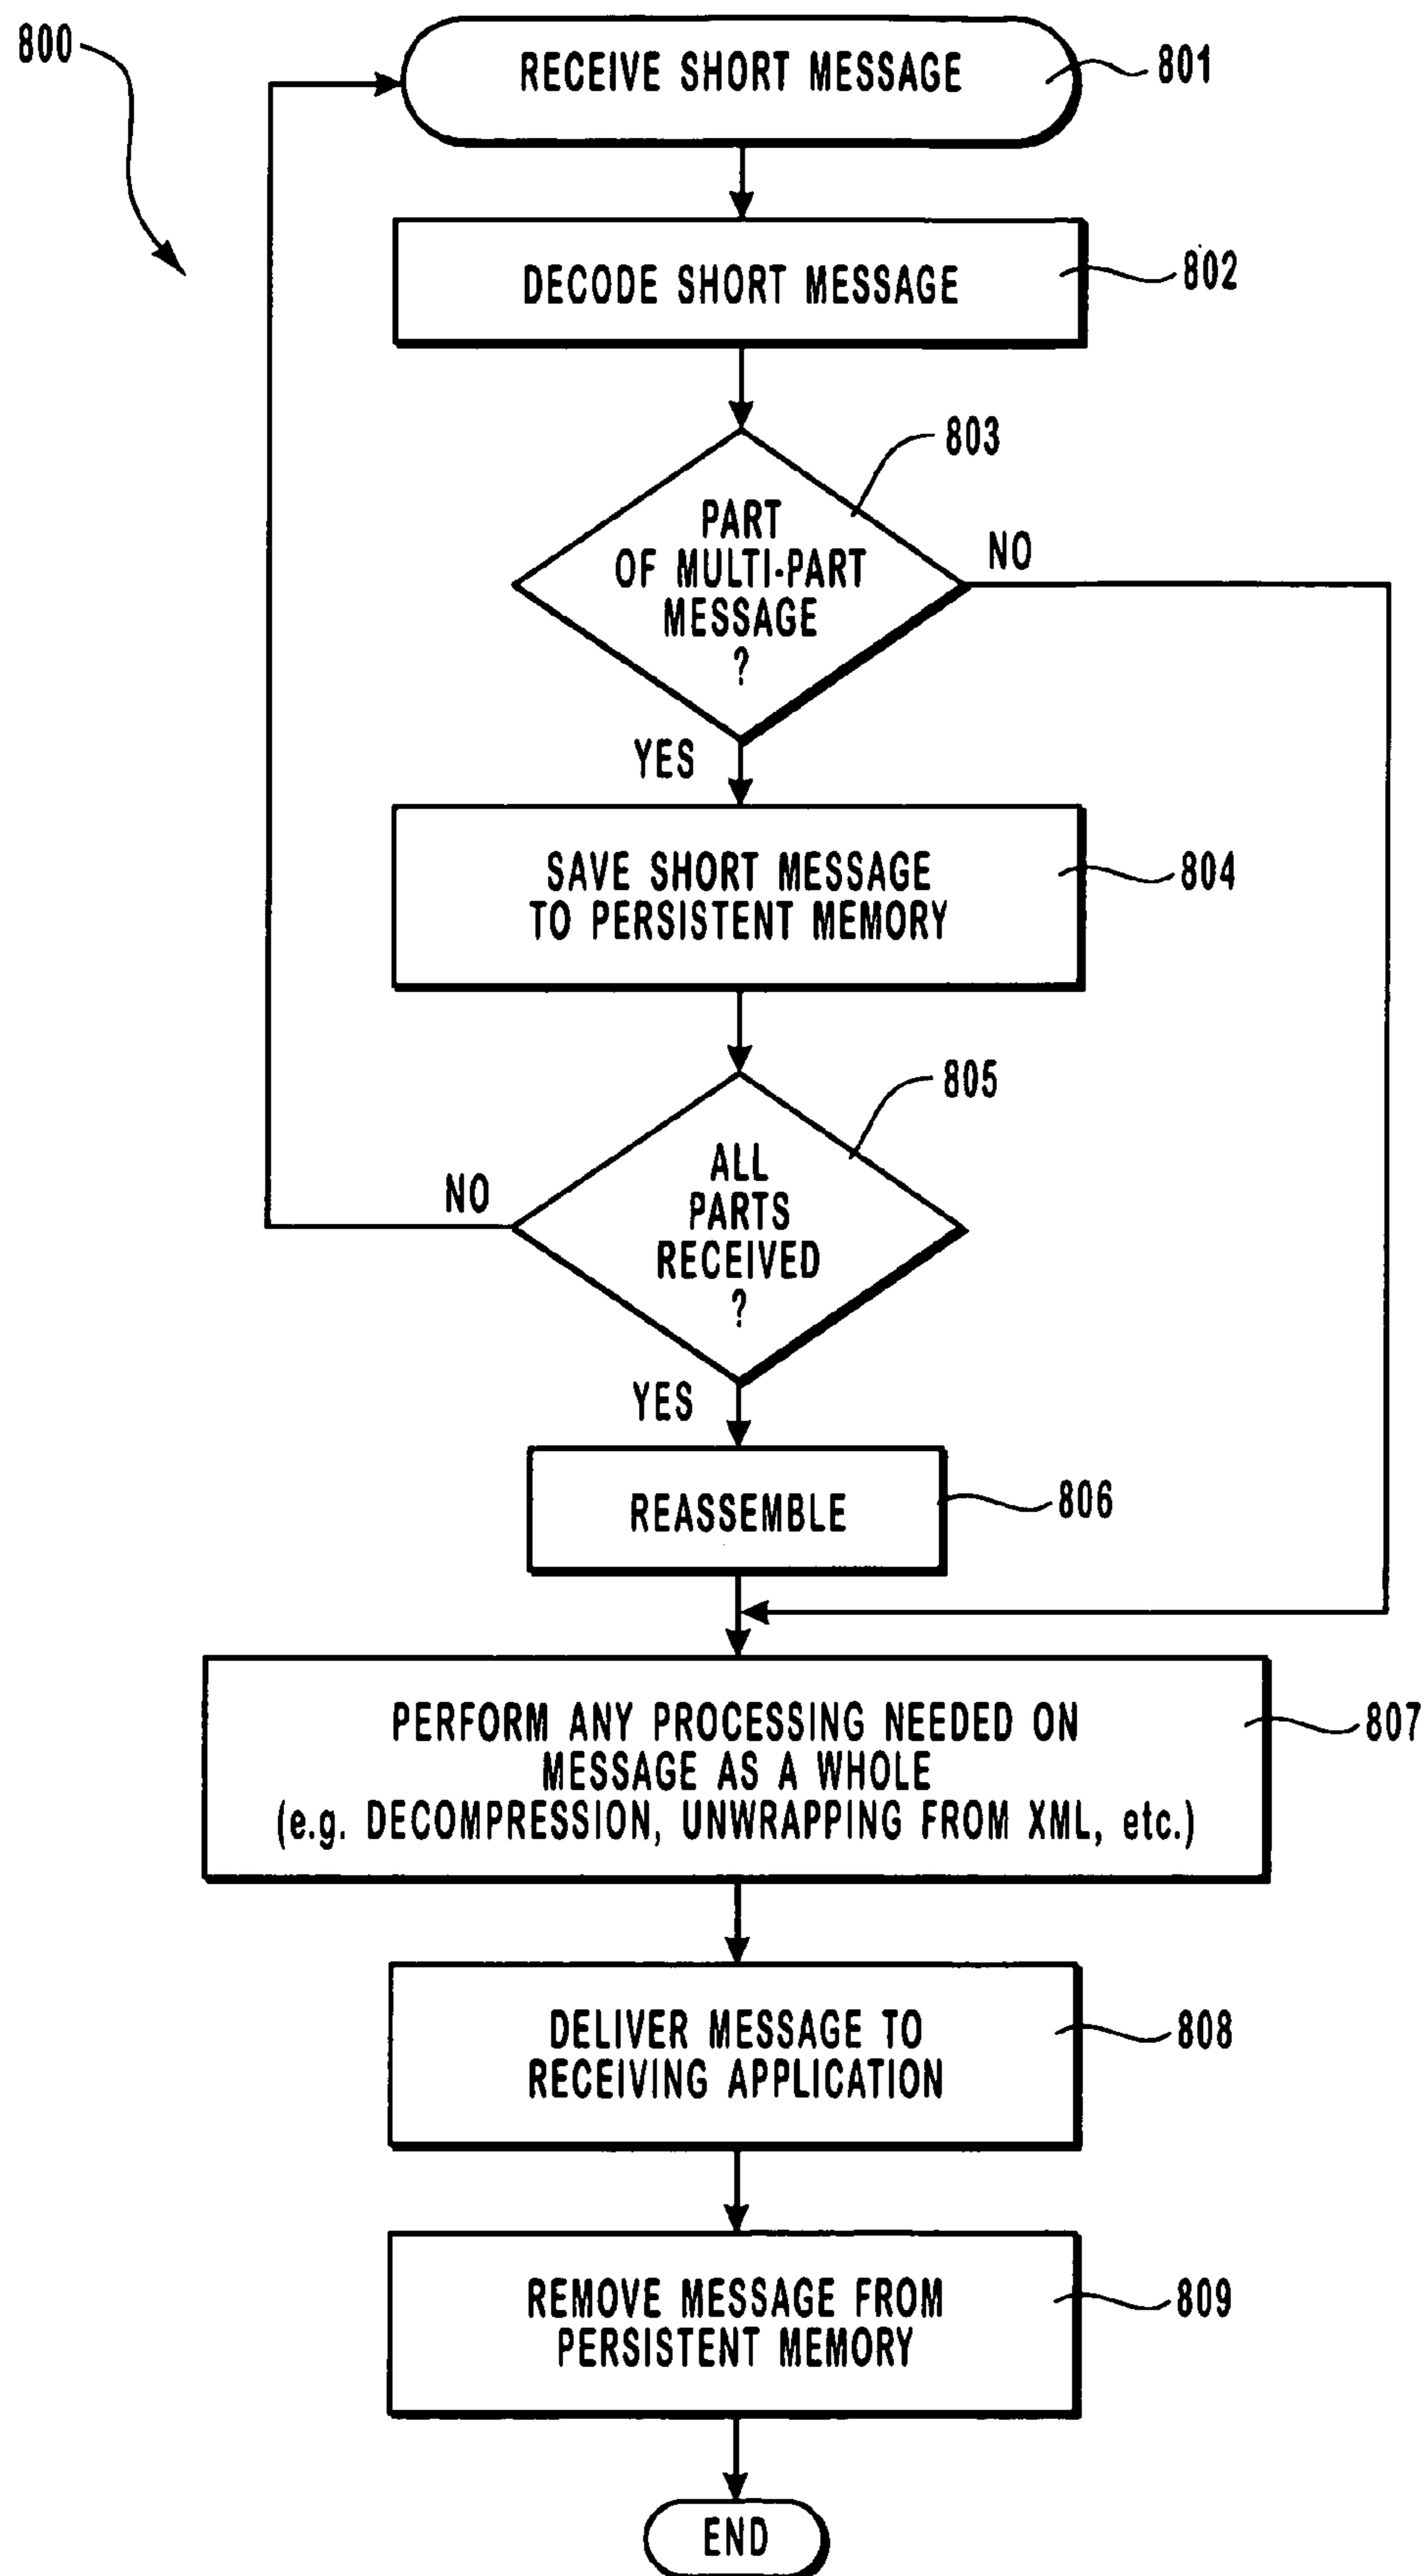 800
RECEIVE SHORT MESSAGE
801
DECODE SHORT MESSAGE
802
803
PART
OF MULTI-PART
MESSAGE
?
NO
YES
SAVE SHORT MESSAGE
TO PERSISTENT MEMORY
804
805
ALL
PARTS
RECEIVED
?
NO
YES
REASSEMBLE
806
PERFORM ANY PROCESSING NEEDED ON
MESSAGE AS A WHOLE
(e.g. DECOMPRESSION, UNWRAPPING FROM XML, etc.)
807
DELIVER MESSAGE TO
RECEIVING APPLICATION
808
REMOVE MESSAGE FROM
PERSISTENT MEMORY
809
END